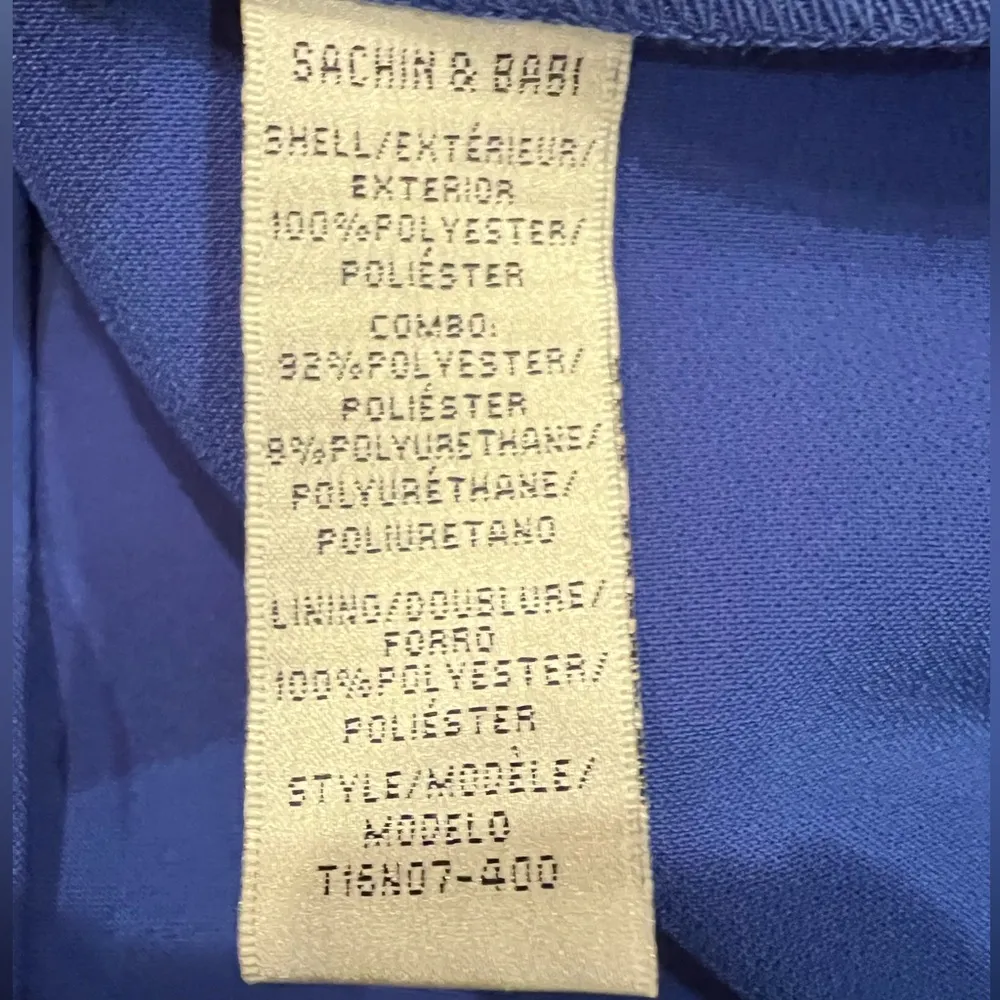 SACHIN & BABI
SHELL/EXTÉRIEUR/
EXTERIOR
100%POLYESTER/
POLIÉSTER
COMBO:
92%POLYESTER/
POLIÉSTER
8%POLYURETHANE/
POLYURÉTHANE/
POLIURETANO
LINING/DOUBLURE/
FORRO
100%POLYESTER/
POLIÉSTER
STYLE/MODÈLE/
MODELO
T16N07-400